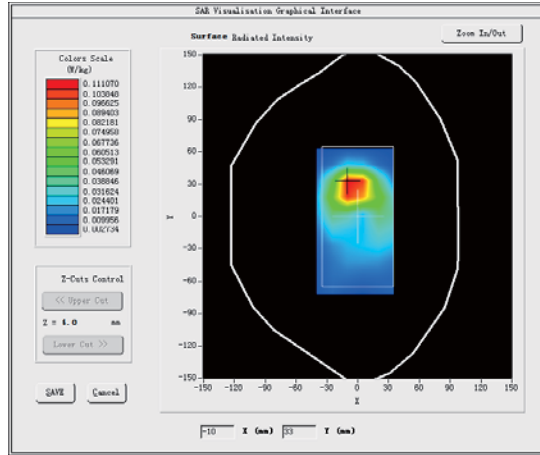 SAR Visualisation Graphical Interface
Surface Radiated Intensity
Zoom In/Out
Colors Scale
(W/kg)
0.111070
0.103848
0.096625
0.089403
0.082181
0.074958
0.067736
0.060513
0.053291
0.046069
0.038846
0.031624
0.024401
0.017179
0.009956
0.002734
Z-Cuts Control
<< Upper Cut
Z = 4.0 mm
Lower Cut >>
SAVE
Cancel
150
120
90
60
30
0
-30
-60
-90
-120
-150
Y
-150 -120 -90 -60 -30 0 30 60 90 120 150
X
-10 X (mm) 33 Y (mm)